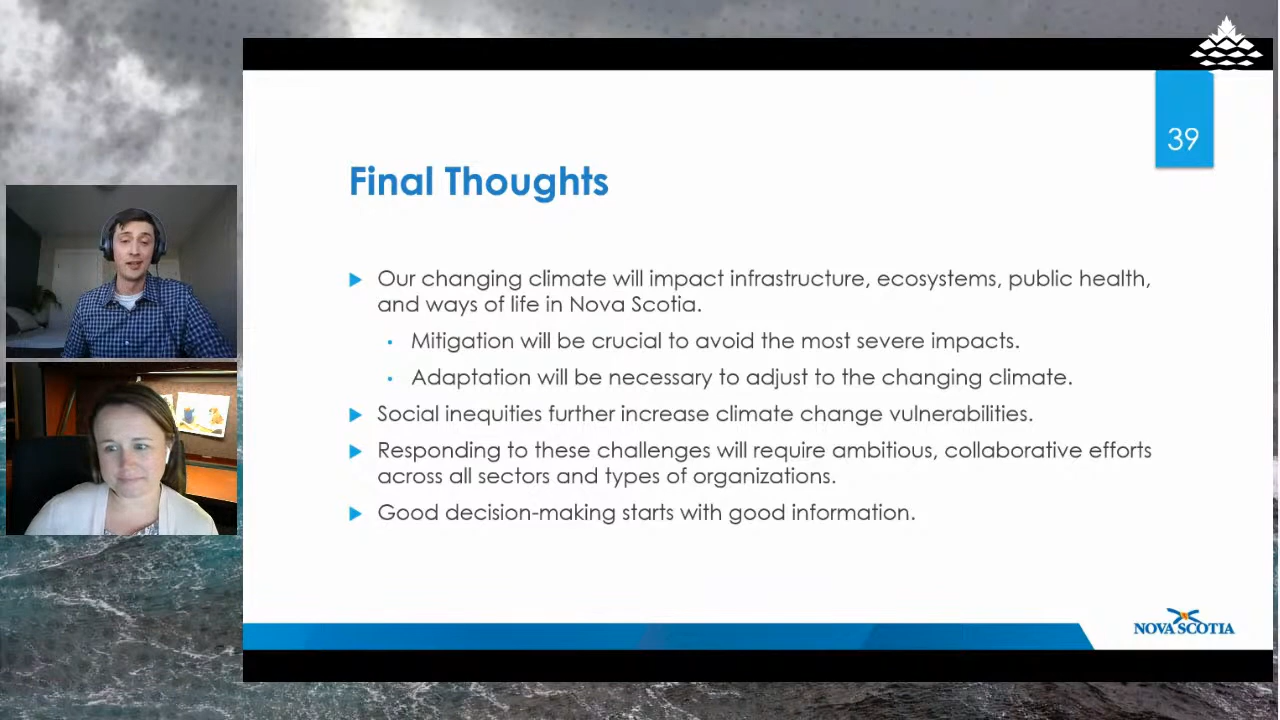 39
Final Thoughts
Our changing climate will impact infrastructure, ecosystems, public health,
and ways of life in Nova Scotia.
Mitigation will be crucial to avoid the most severe impacts.
Adaptation will be necessary to adjust to the changing climate.
Social inequities further increase climate change vulnerabilities.
Responding to these challenges will require ambitious, collaborative efforts
across all sectors and types of organizations.
Good decision-making starts with good information.
NOVA SCOTIA